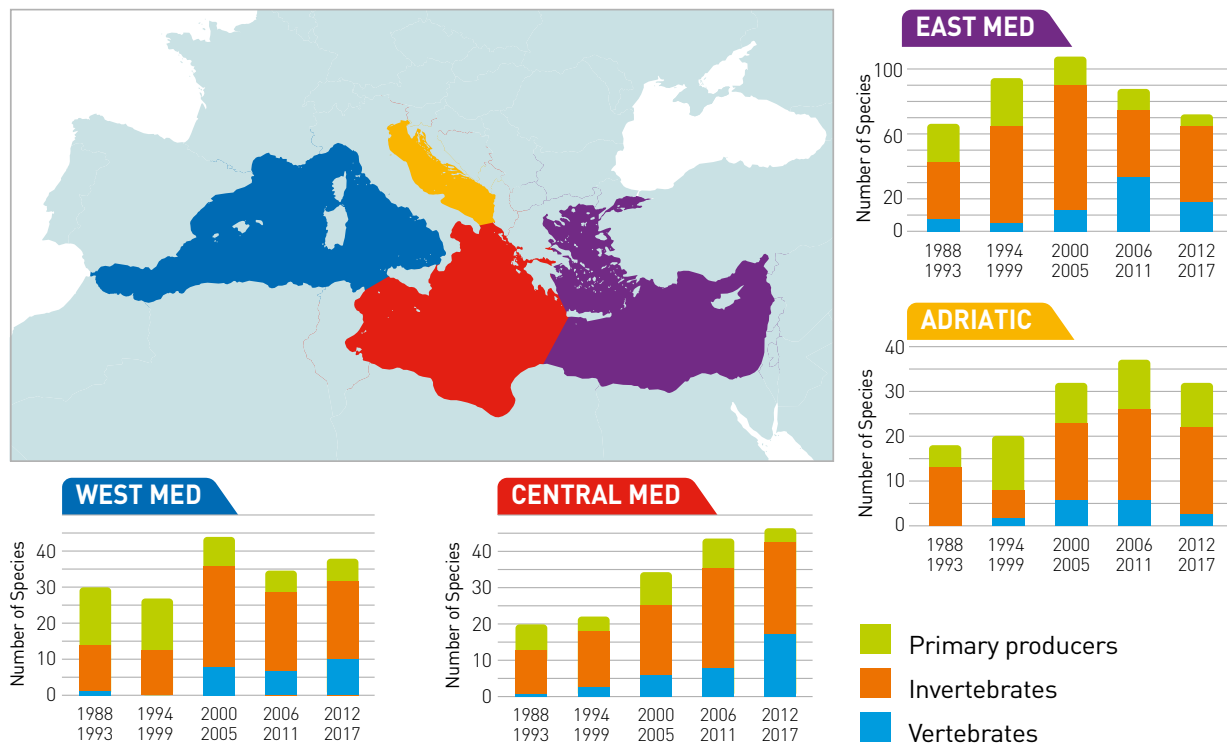 EAST MED
Number of Species
100
60
20
0
1988 1994 2000 2006 2012
1993 1999 2005 2011 2017
ADRIATIC
Number of Species
40
30
20
10
0
1988 1994 2000 2006 2012
1993 1999 2005 2011 2017
WEST MED
Number of Species
40
30
20
10
0
1988 1994 2000 2006 2012
1993 1999 2005 2011 2017
CENTRAL MED
Number of Species
40
30
20
10
0
1988 1994 2000 2006 2012
1993 1999 2005 2011 2017
Primary producers
Invertebrates
Vertebrates